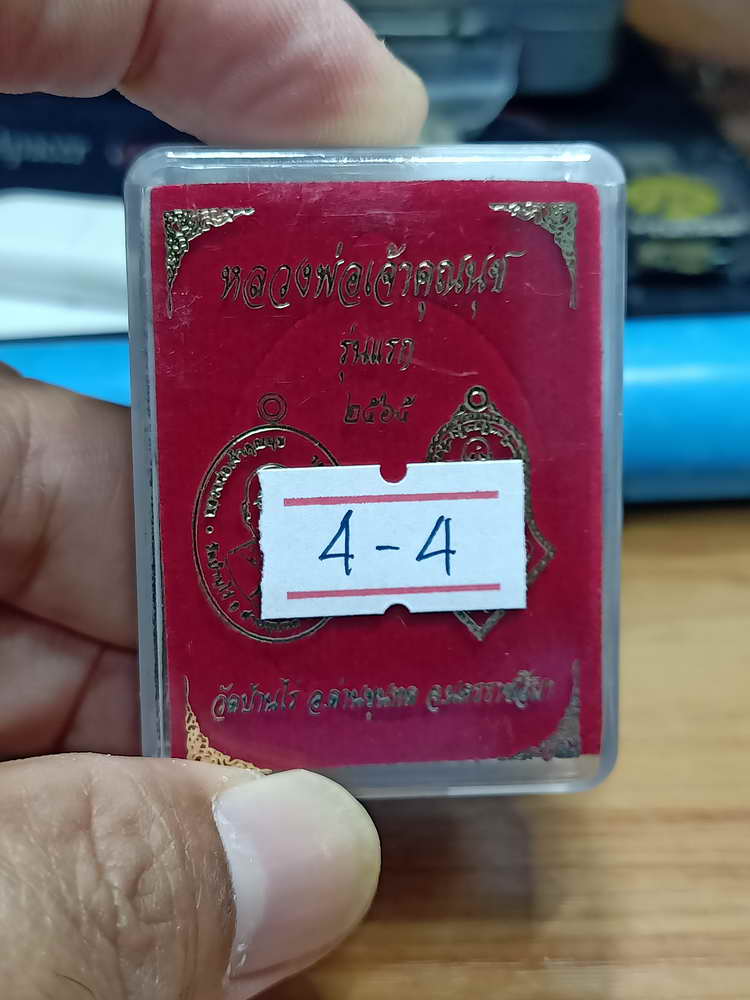 หลวงพ่อเจ้าคุณนุช
รุ่นแรก
๒๕๖๕
4-4
วัดบ้านไร่ อ.ด่านขุนทด จ.นครราชสีมา